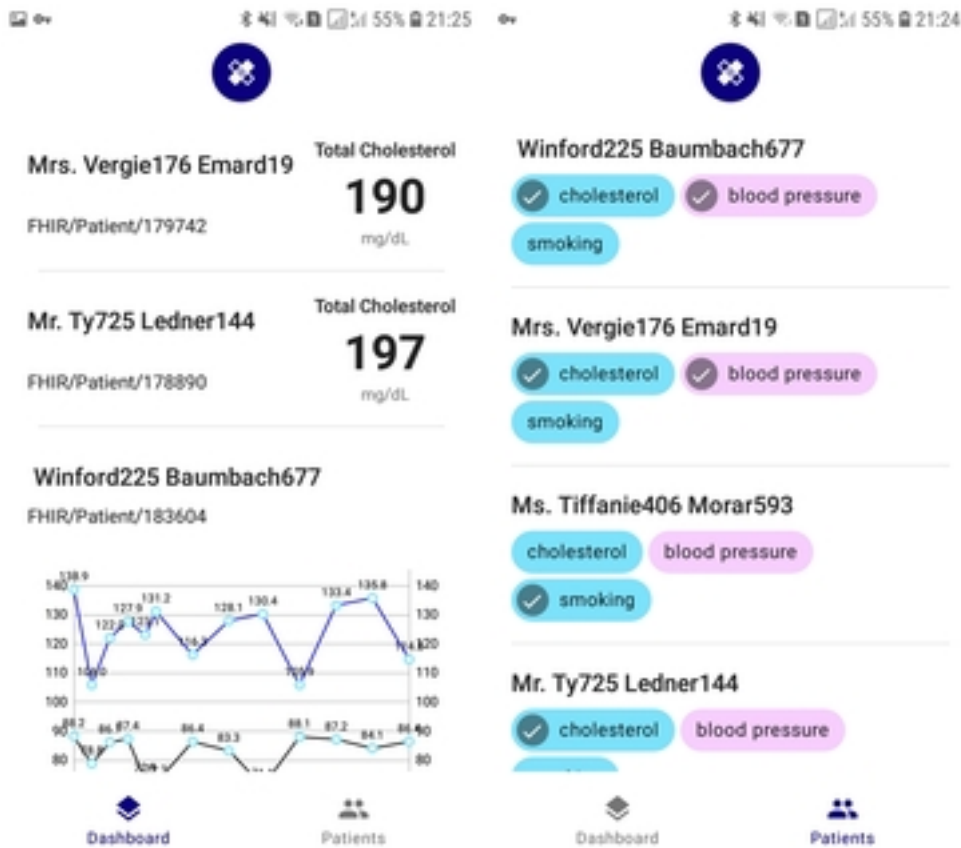 55% 21:25
Mrs. Vergie176 Emard19
Total Cholesterol
190
mg/dL
FHIR/Patient/179742
Mr. Ty725 Ledner144
Total Cholesterol
197
mg/dL
FHIR/Patient/178890
Winford225 Baumbach677
FHIR/Patient/183604
138.9
140
130
120
110
100
90
80
127.9
131.2
128.1
130.4
133.4
135.8
140
130
120
110
100
90
80
88.2
87.4
86.4
83.3
88.1
87.2
84.1
Dashboard
Patients
55% 21:24
Winford225 Baumbach677
cholesterol
blood pressure
smoking
Mrs. Vergie176 Emard19
cholesterol
blood pressure
smoking
Ms. Tiffanie406 Morar593
cholesterol
blood pressure
smoking
Mr. Ty725 Ledner144
cholesterol
blood pressure
Dashboard
Patients